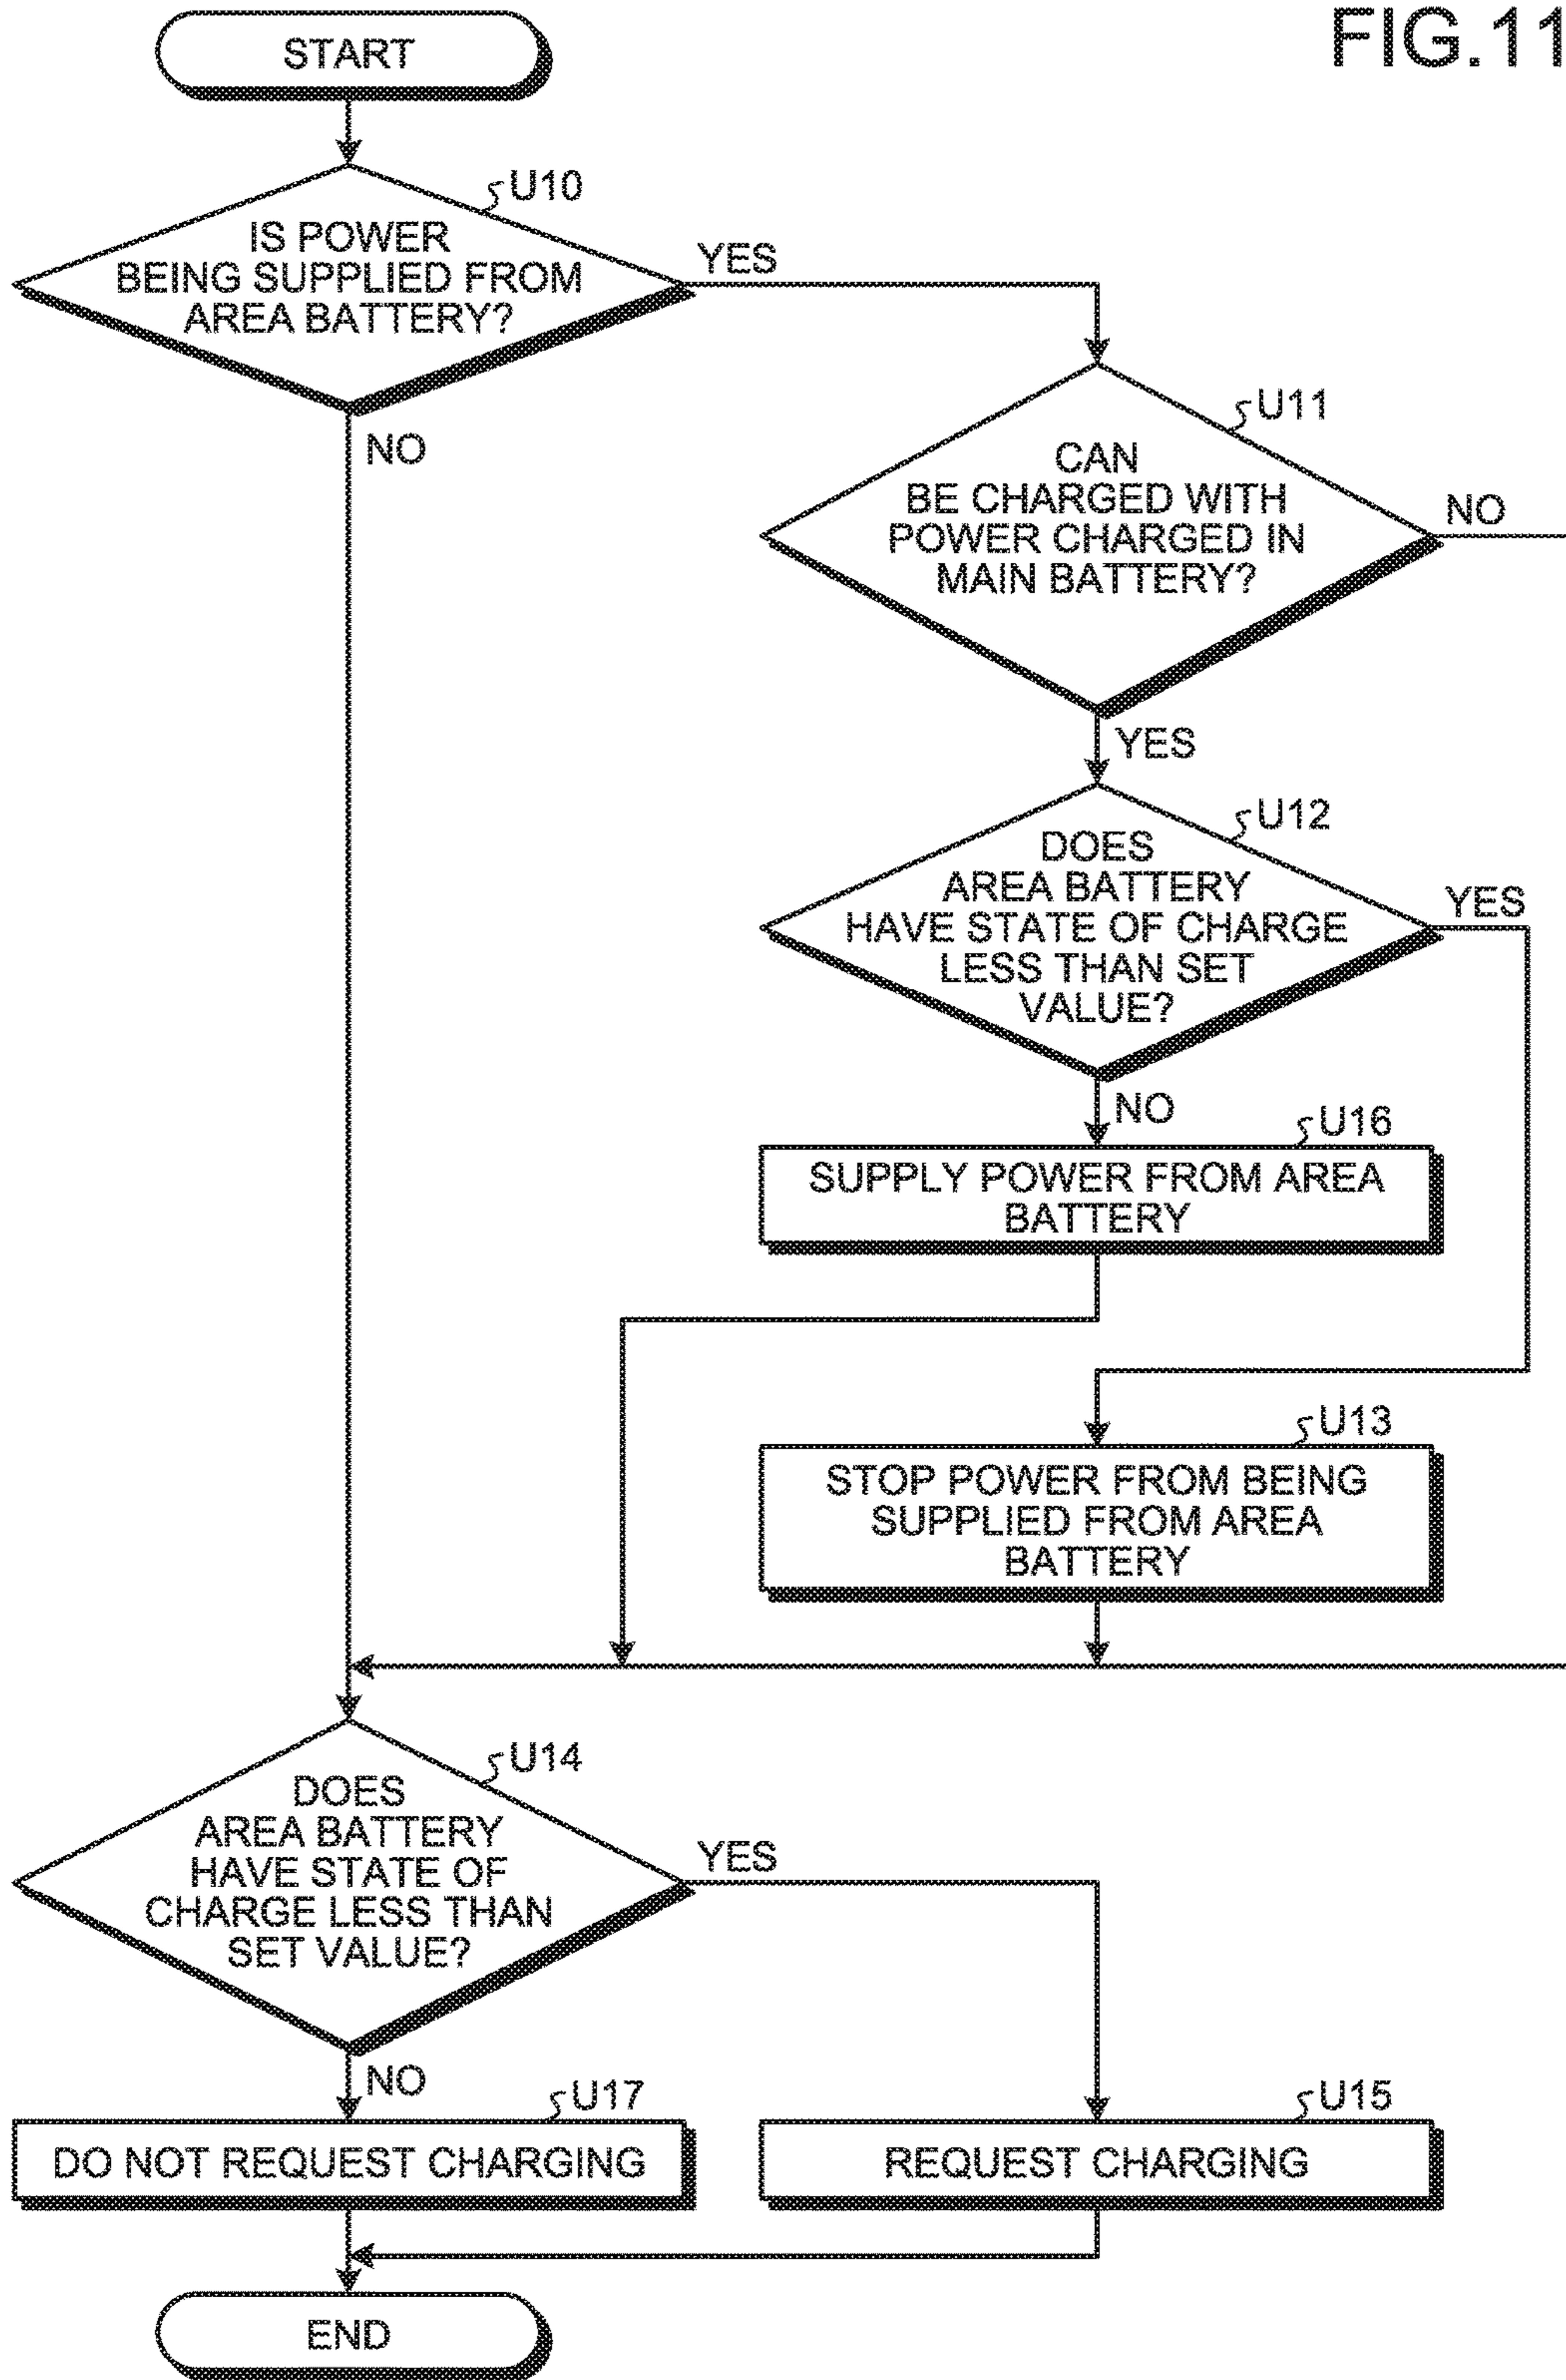 FIG.11
START
U10
IS POWER
BEING SUPPLIED FROM
AREA BATTERY?
YES
NO
U11
CAN
BE CHARGED WITH
POWER CHARGED IN
MAIN BATTERY?
NO
YES
U12
DOES
AREA BATTERY
HAVE STATE OF CHARGE
LESS THAN SET
VALUE?
YES
NO
U16
SUPPLY POWER FROM AREA
BATTERY
U13
STOP POWER FROM BEING
SUPPLIED FROM AREA
BATTERY
U14
DOES
AREA BATTERY
HAVE STATE OF
CHARGE LESS THAN
SET VALUE?
YES
NO
U17
DO NOT REQUEST CHARGING
U15
REQUEST CHARGING
END